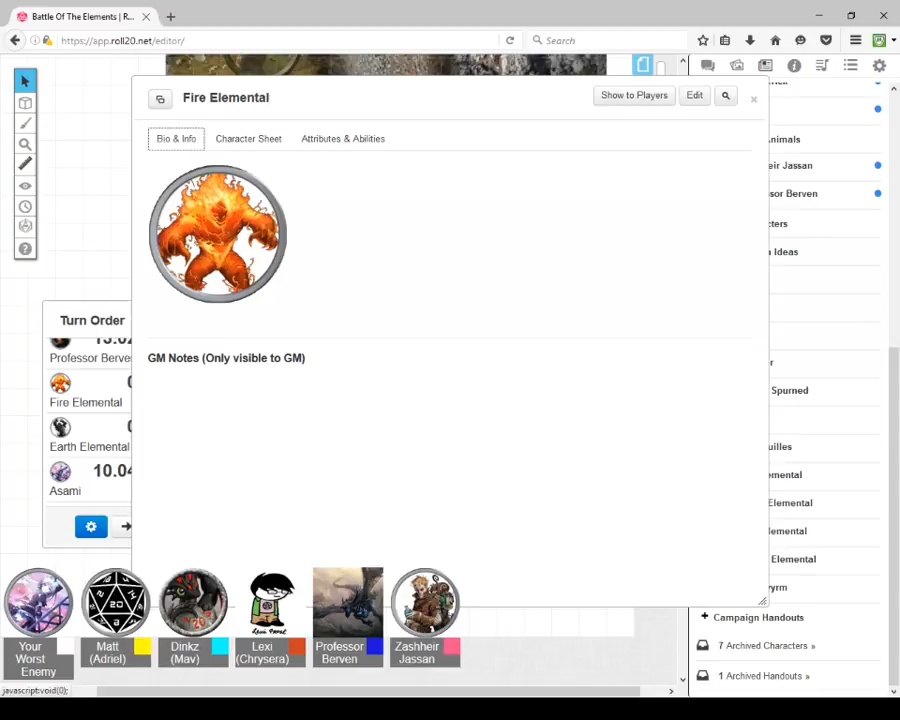 Battle Of The Elements | R...
https://app.roll20.net/editor/
Search
Fire Elemental
Show to Players
Edit
Bio & Info
Character Sheet
Attributes & Abilities
GM Notes (Only visible to GM)
Turn Order
Professor Berven
Fire Elemental
Earth Elemental
10.04
Asami
Animals
eir Jassan
sor Berven
cters
n Ideas
r
Spurned
uilles
emental
Elemental
lemental
Elemental
yrm
Campaign Handouts
7 Archived Characters »
1 Archived Handouts »
20
Your
Worst
Enemy
Matt
(Adriel)
Dinkz
(Mav)
Lexi
(Chrysera)
Professor
Berven
Zashheir
Jassan
javascript:void(0);